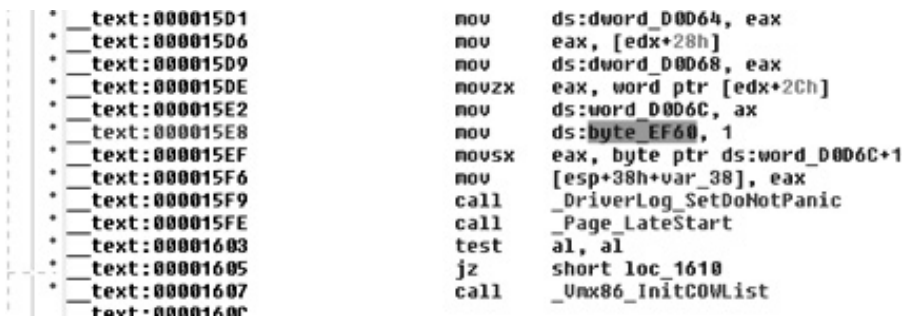 __text:000015D1 mov ds:dword_D0D64, eax
__text:000015D6 mov eax, [edx+28h]
__text:000015D9 mov ds:dword_D0D68, eax
__text:000015DE movzx eax, word ptr [edx+2Ch]
__text:000015E2 mov ds:word_D0D6C, ax
__text:000015E8 mov ds:byte_EF60, 1
__text:000015EF movsx eax, byte ptr ds:word_D0D6C+1
__text:000015F6 mov [esp+38h+var_38], eax
__text:000015F9 call _DriverLog_SetDoNotPanic
__text:000015FE call _Page_LateStart
__text:00001603 test al, al
__text:00001605 jz short loc_1610
__text:00001607 call _Vmx86_InitCOWList
__text:0000160C